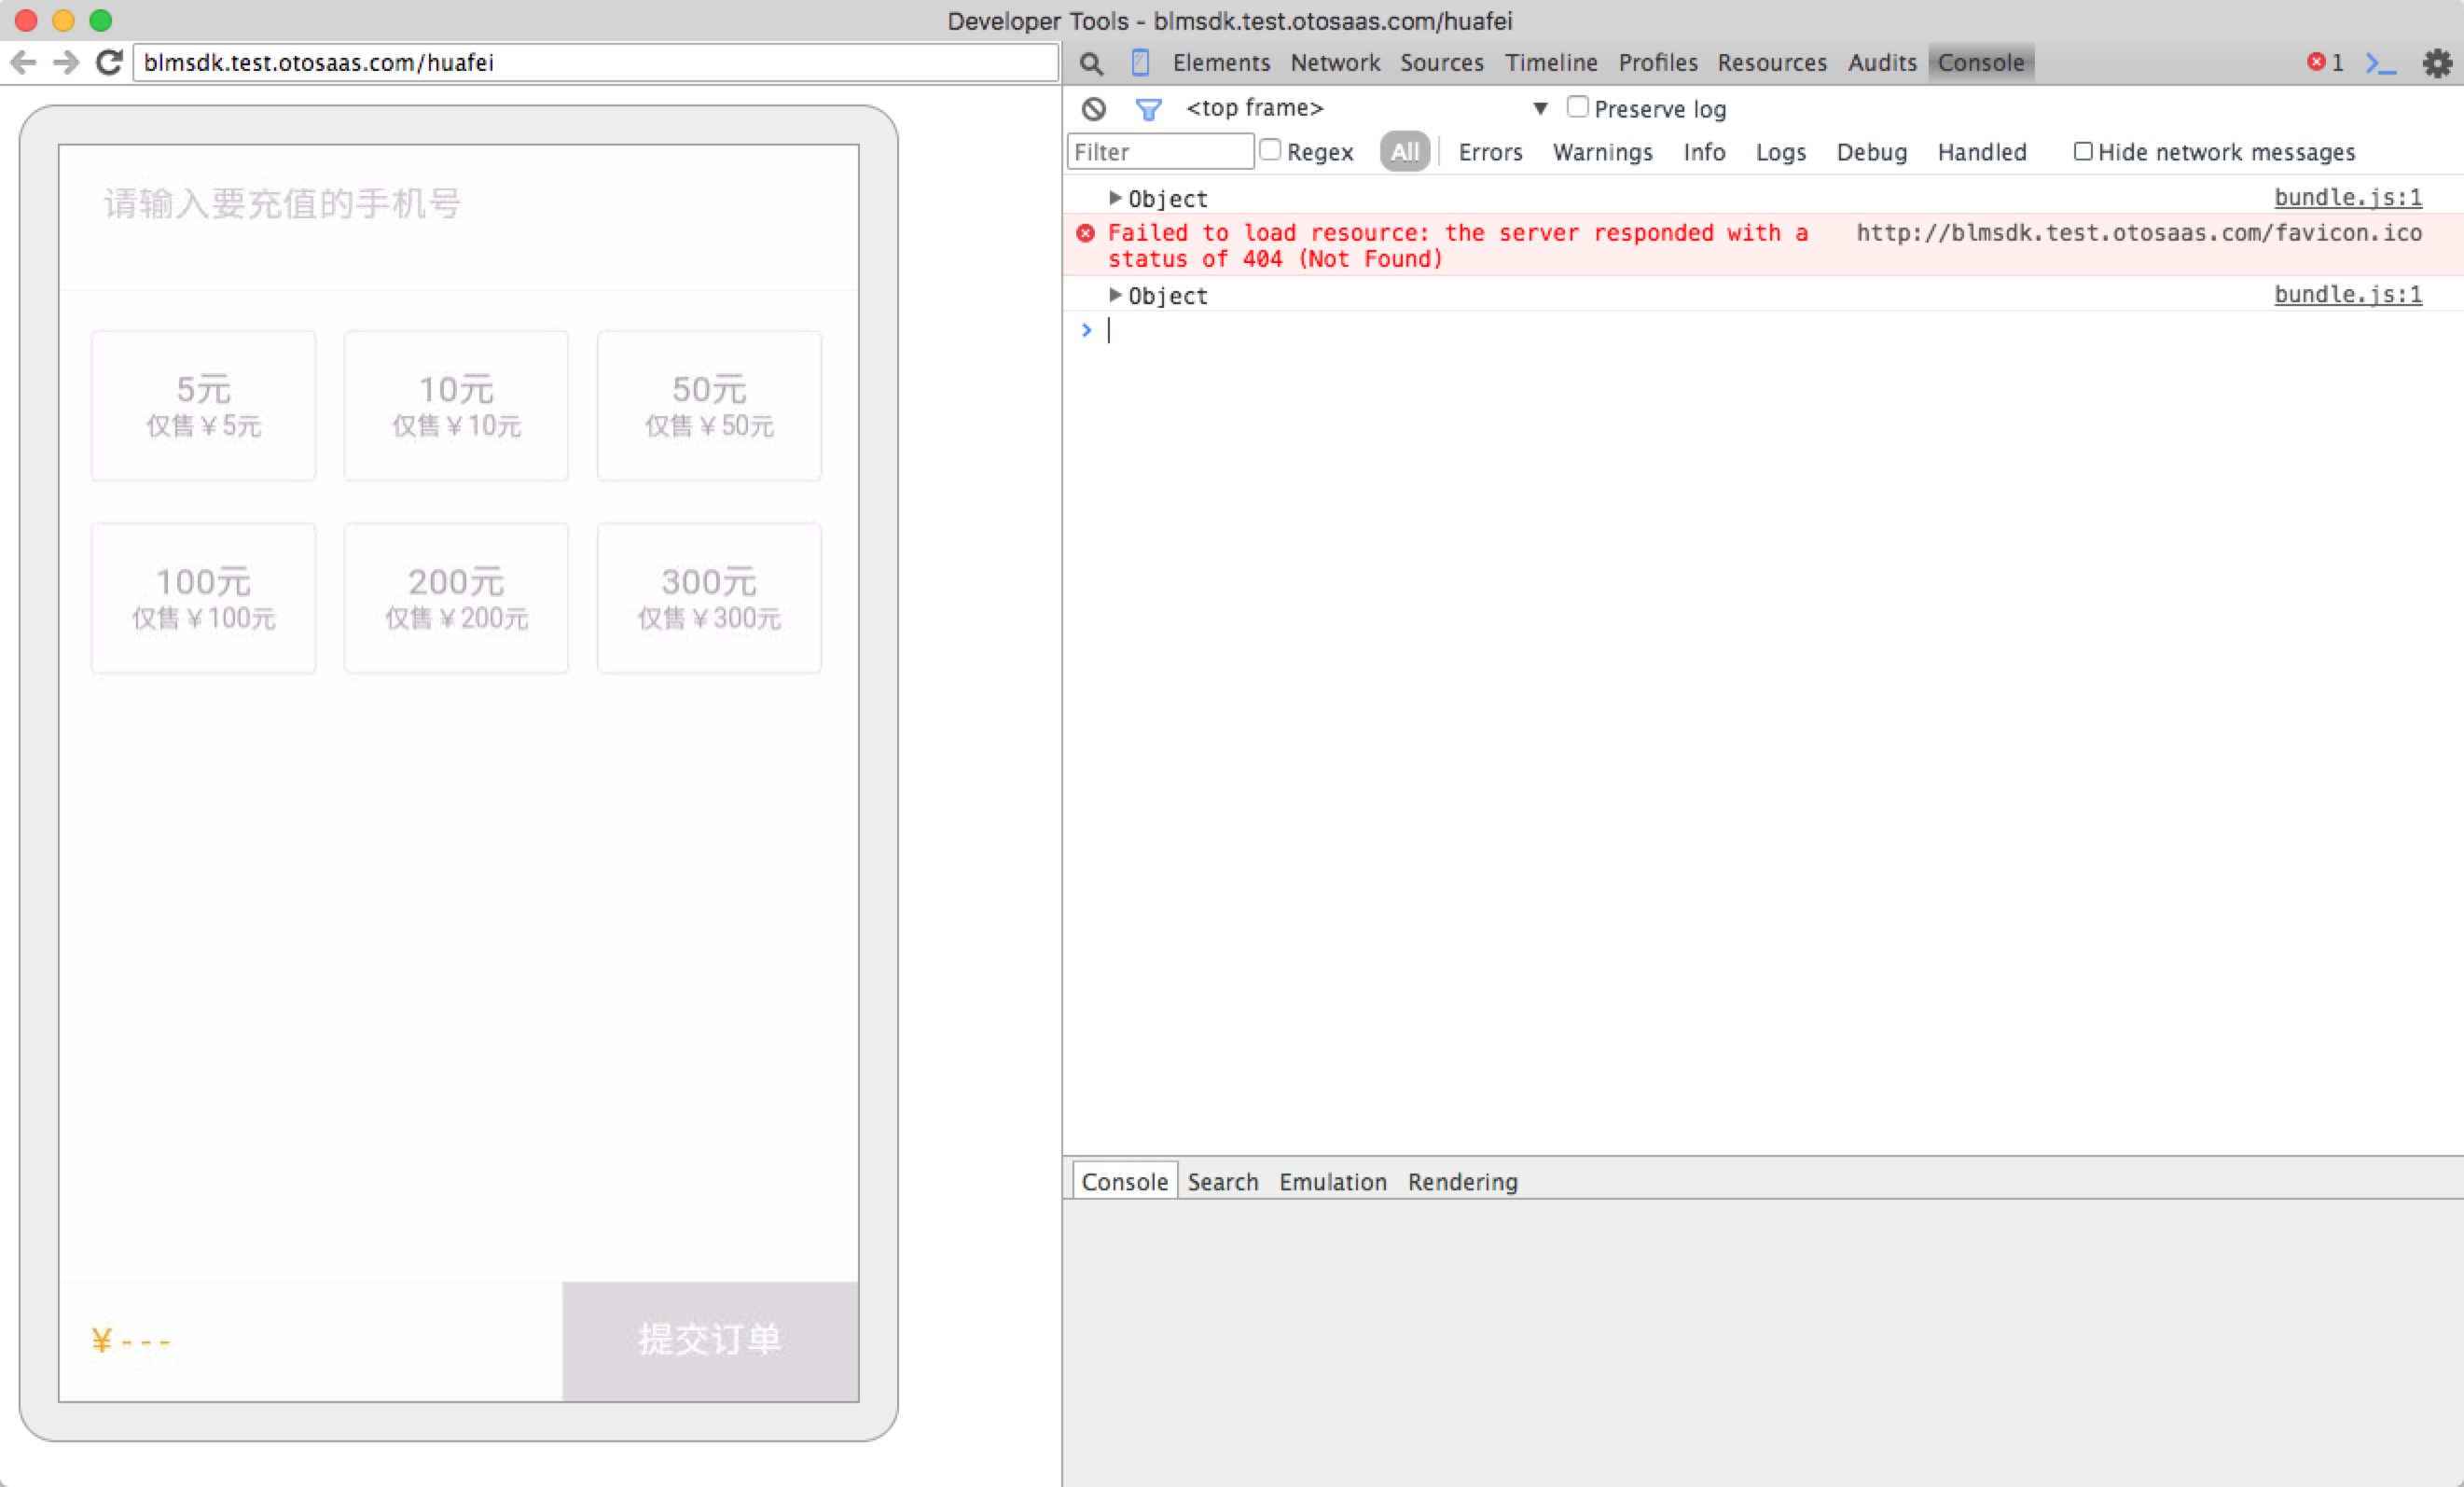 Developer Tools - blmsdk.test.otosaas.com/huafei
blmsdk.test.otosaas.com/huafei
Elements Network Sources Timeline Profiles Resources Audits Console 1
<top frame> Preserve log
Filter Regex All Errors Warnings Info Logs Debug Handled Hide network messages
Object bundle.js:1
Failed to load resource: the server responded with a http://blmsdk.test.otosaas.com/favicon.ico
status of 404 (Not Found)
Object bundle.js:1
请输入要充值的手机号
5元 10元 50元
仅售￥5元 仅售￥10元 仅售￥50元
100元 200元 300元
仅售￥100元 仅售￥200元 仅售￥300元
￥--- 提交订单
Console Search Emulation Rendering